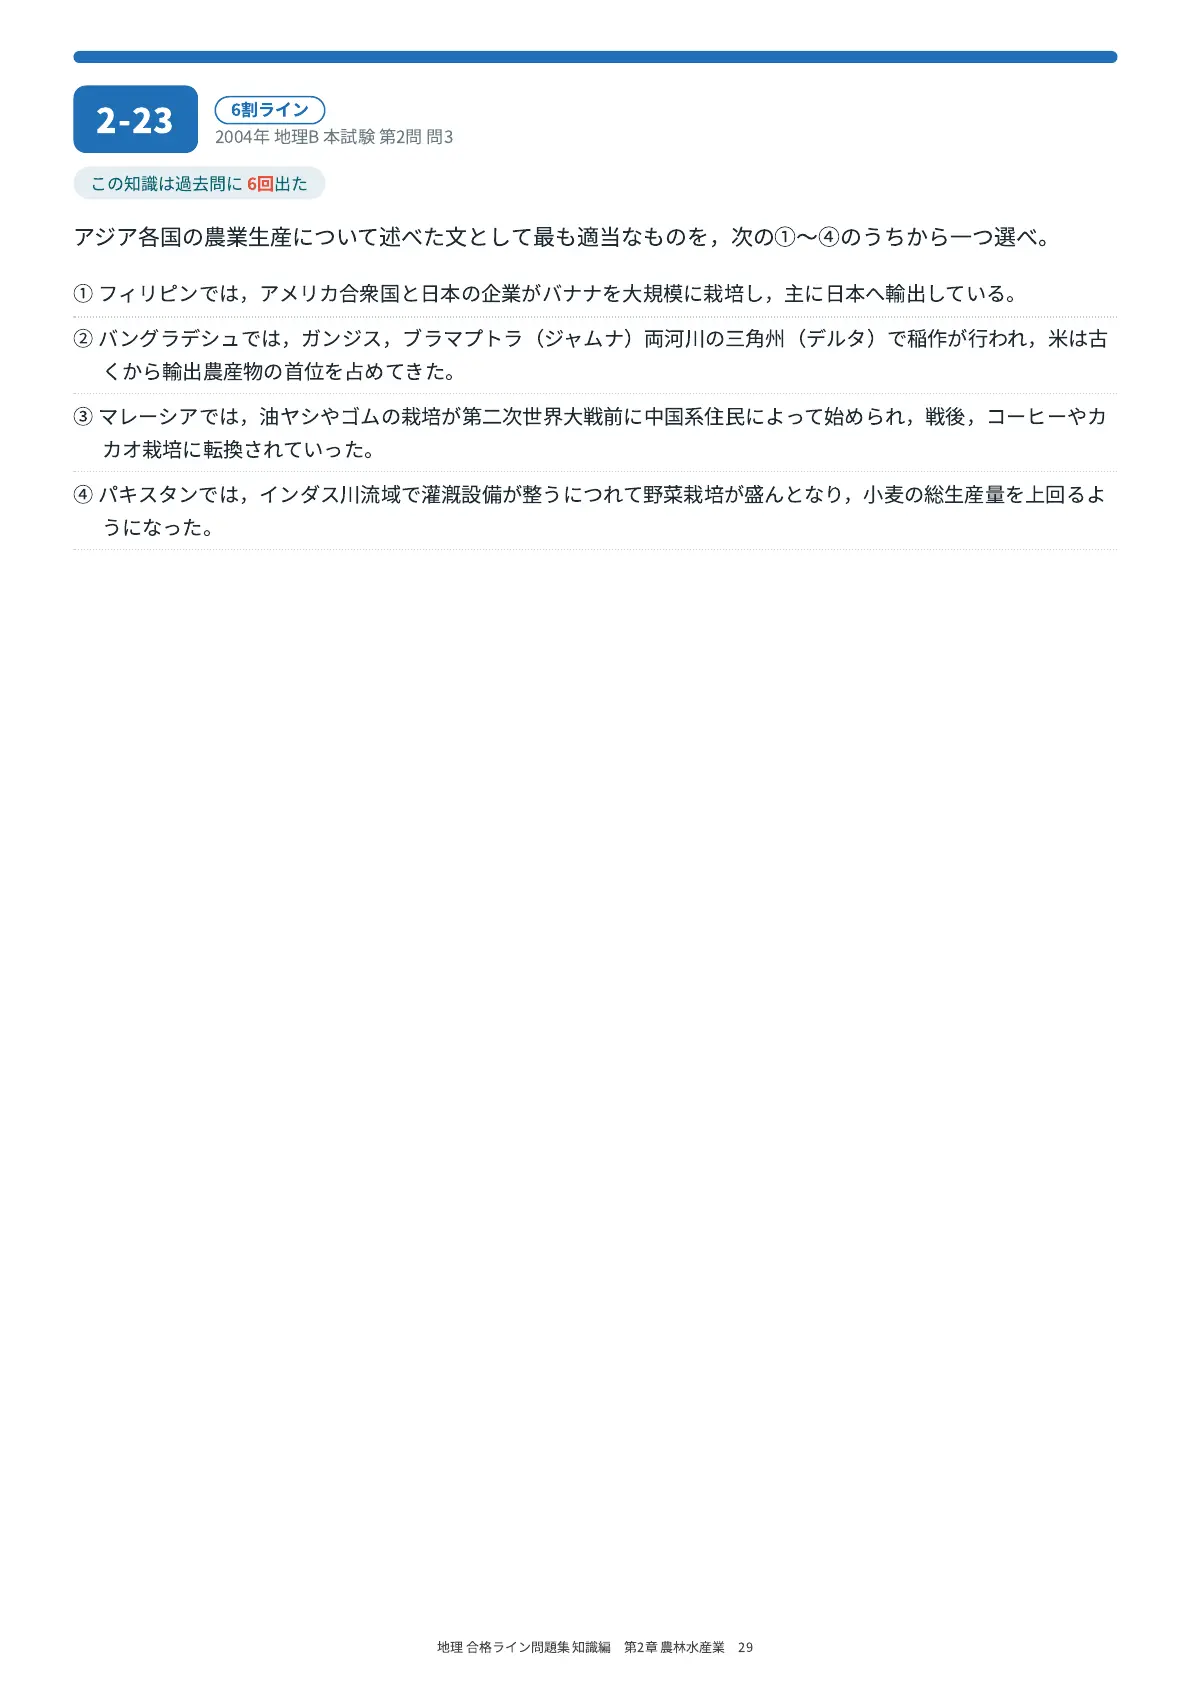 2-23
6割ライン
2004年 地理B 本試験 第2問 問3
この知識は過去問に 6回出た
アジア各国の農業生産について述べた文として最も適当なものを，次の①〜④のうちから一つ選べ。
① フィリピンでは，アメリカ合衆国と日本の企業がバナナを大規模に栽培し，主に日本へ輸出している。
② バングラデシュでは，ガンジス，ブラマプトラ（ジャムナ）両河川の三角州（デルタ）で稲作が行われ，米は古
くから輸出農産物の首位を占めてきた。
③ マレーシアでは，油ヤシやゴムの栽培が第二次世界大戦前に中国系住民によって始められ，戦後，コーヒーやカ
カオ栽培に転換されていった。
④ パキスタンでは，インダス川流域で灌漑設備が整うにつれて野菜栽培が盛んとなり，小麦の総生産量を上回るよ
うになった。
地理 合格ライン問題集 知識編　第2章 農林水産業　29